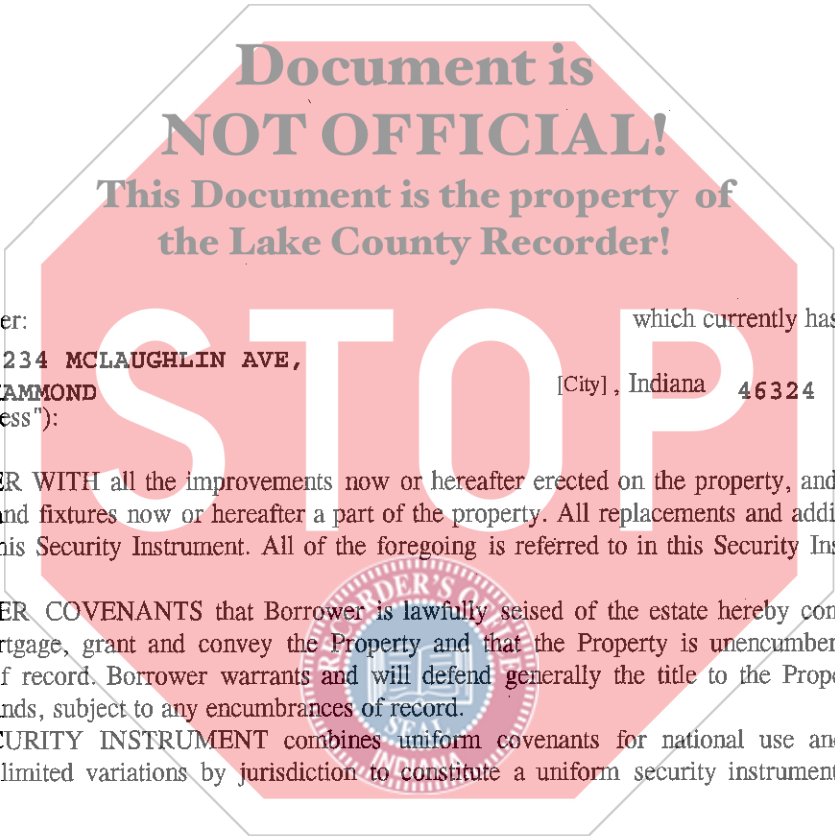 Document is
NOT OFFICIAL!
This Document is the property of
the Lake County Recorder!
STOP
er: which currently has
234 MCLAUGHLIN AVE,
AMMOND [City] , Indiana 46324
ess"):
ER WITH all the improvements now or hereafter erected on the property, and
nd fixtures now or hereafter a part of the property. All replacements and addi
his Security Instrument. All of the foregoing is referred to in this Security Ins
ER COVENANTS that Borrower is lawfully seised of the estate hereby con
rtgage, grant and convey the Property and that the Property is unencumber
f record. Borrower warrants and will defend generally the title to the Prope
nds, subject to any encumbrances of record.
CURITY INSTRUMENT combines uniform covenants for national use and
limited variations by jurisdiction to constitute a uniform security instrument
RECORDER'S OFFICE
SEAL
INDIANA